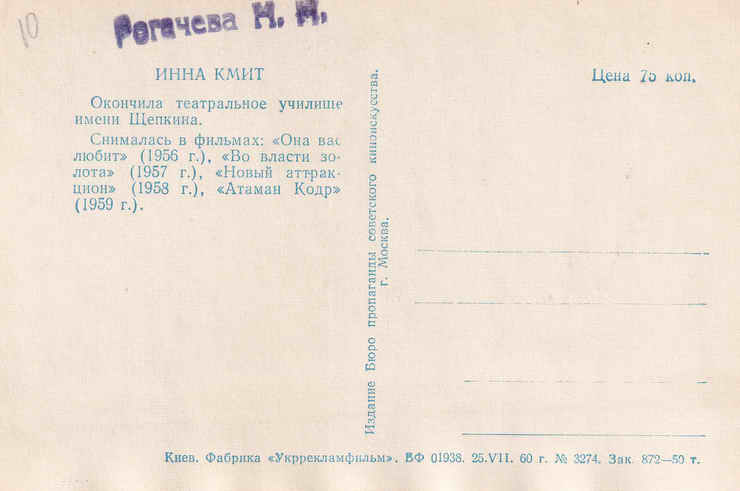 10
Рогачева Н. Н.
ИННА КМИТ
Цена 75 коп.
Окончила театральное училище
имени Щепкина.
Снималась в фильмах: «Она вас
любит» (1956 г.), «Во власти зо-
лота» (1957 г.), «Новый аттрак-
цион» (1958 г.), «Атаман Кодр»
(1959 г.).
Издание Бюро пропаганды советского киноискусства.
г. Москва.
Киев. Фабрика «Укррекламфильм». БФ 01938. 25.VII. 60 г. № 3274. Зак. 872—50 т.